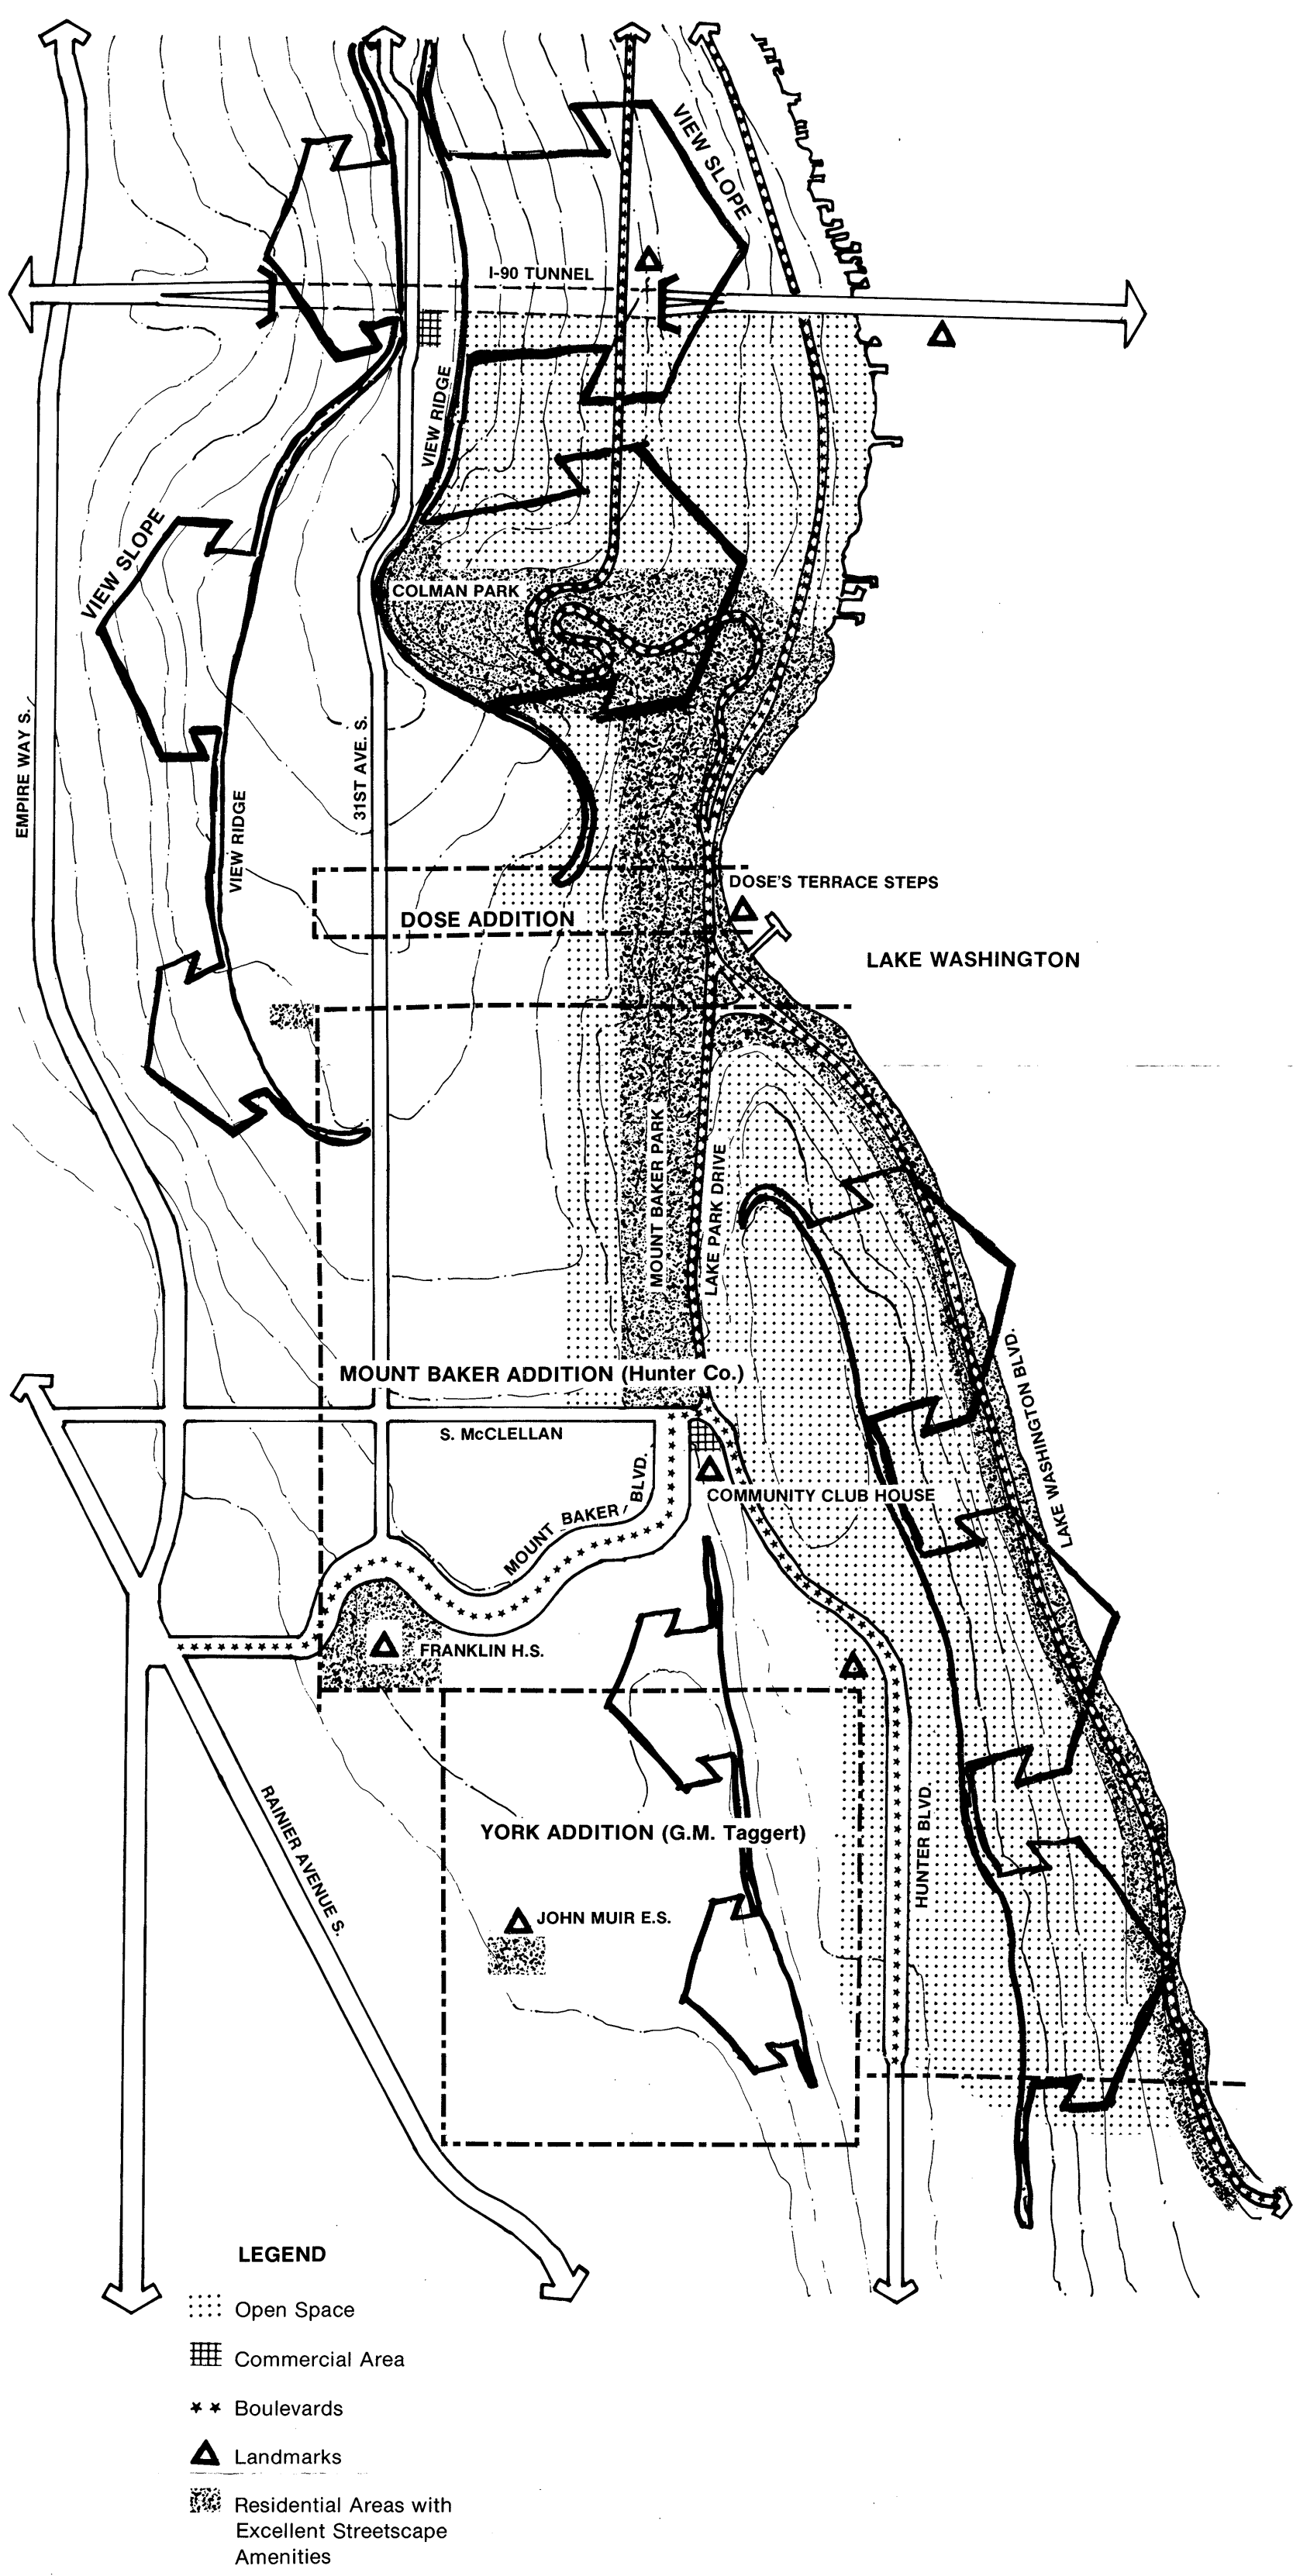 VIEW SLOPE
I-90 TUNNEL
VIEW RIDGE
VIEW SLOPE
COLMAN PARK
EMPIRE WAY S.
31ST AVE. S.
VIEW RIDGE
DOSE'S TERRACE STEPS
DOSE ADDITION
LAKE WASHINGTON
MOUNT BAKER PARK
LAKE PARK DRIVE
LAKE WASHINGTON BLVD.
MOUNT BAKER ADDITION (Hunter Co.)
S. McCLELLAN
MOUNT BAKER BLVD.
COMMUNITY CLUB HOUSE
FRANKLIN H.S.
RAINIER AVENUE S.
YORK ADDITION (G.M. Taggert)
HUNTER BLVD.
JOHN MUIR E.S.
LEGEND
Open Space
Commercial Area
Boulevards
Landmarks
Residential Areas with
Excellent Streetscape
Amenities